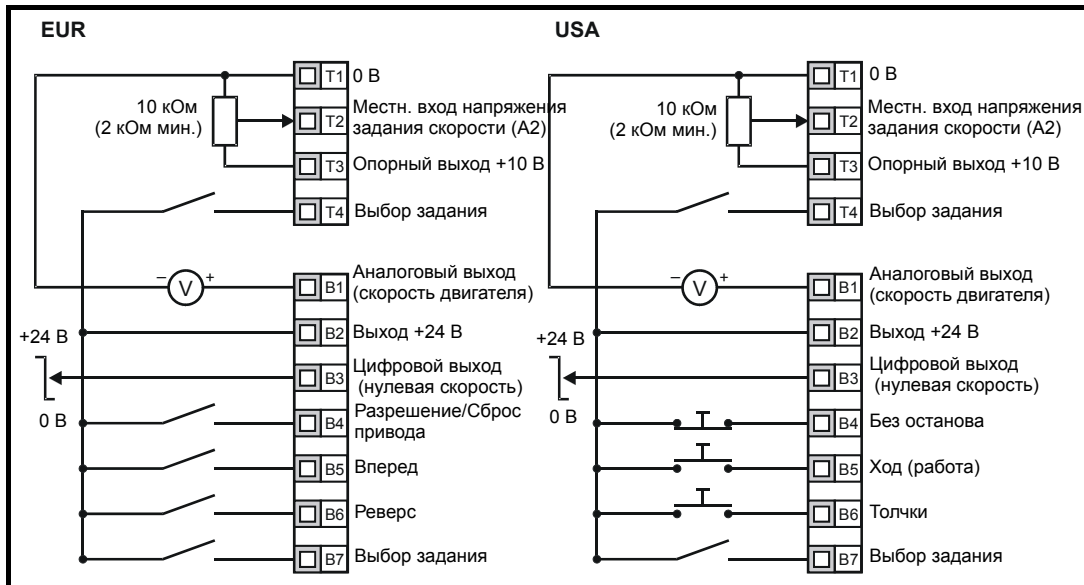 EUR
10 кОм
(2 кОм мин.)
T1 0 В
T2 Местн. вход напряжения
задания скорости (A2)
T3 Опорный выход +10 В
T4 Выбор задания
– V +
B1 Аналоговый выход
(скорость двигателя)
B2 Выход +24 В
+24 В
0 В
B3 Цифровой выход
(нулевая скорость)
B4 Разрешение/Сброс
привода
B5 Вперед
B6 Реверс
B7 Выбор задания
USA
10 кОм
(2 кОм мин.)
T1 0 В
T2 Местн. вход напряжения
задания скорости (A2)
T3 Опорный выход +10 В
T4 Выбор задания
– V +
B1 Аналоговый выход
(скорость двигателя)
B2 Выход +24 В
+24 В
0 В
B3 Цифровой выход
(нулевая скорость)
B4 Без останова
B5 Ход (работа)
B6 Толчки
B7 Выбор задания